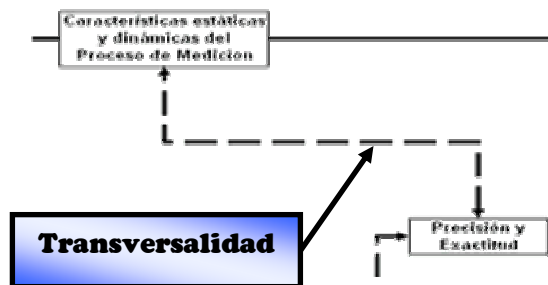 Características estáticas
y dinámicas del
Proceso de Medicion
Transversalidad
Precisión y
Exactitud